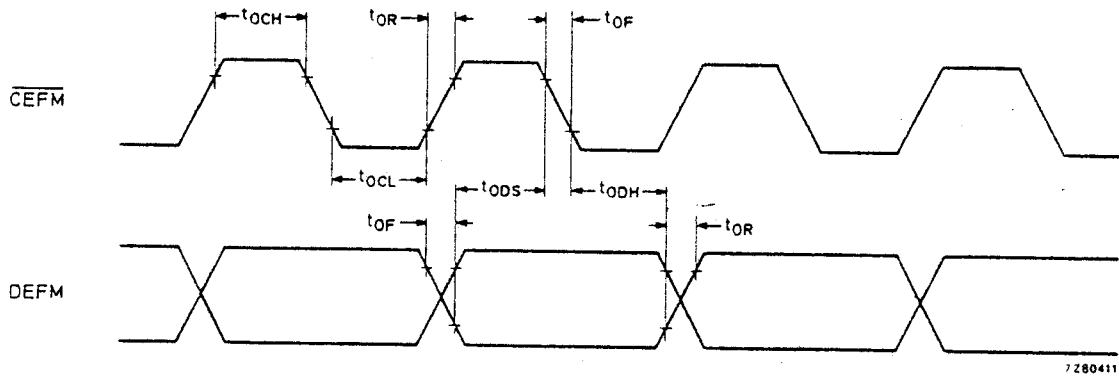 tOCH
tOR
tOF
CEFM
tOCL
tODS
tODH
tOF
tOR
DEFM
7Z80411